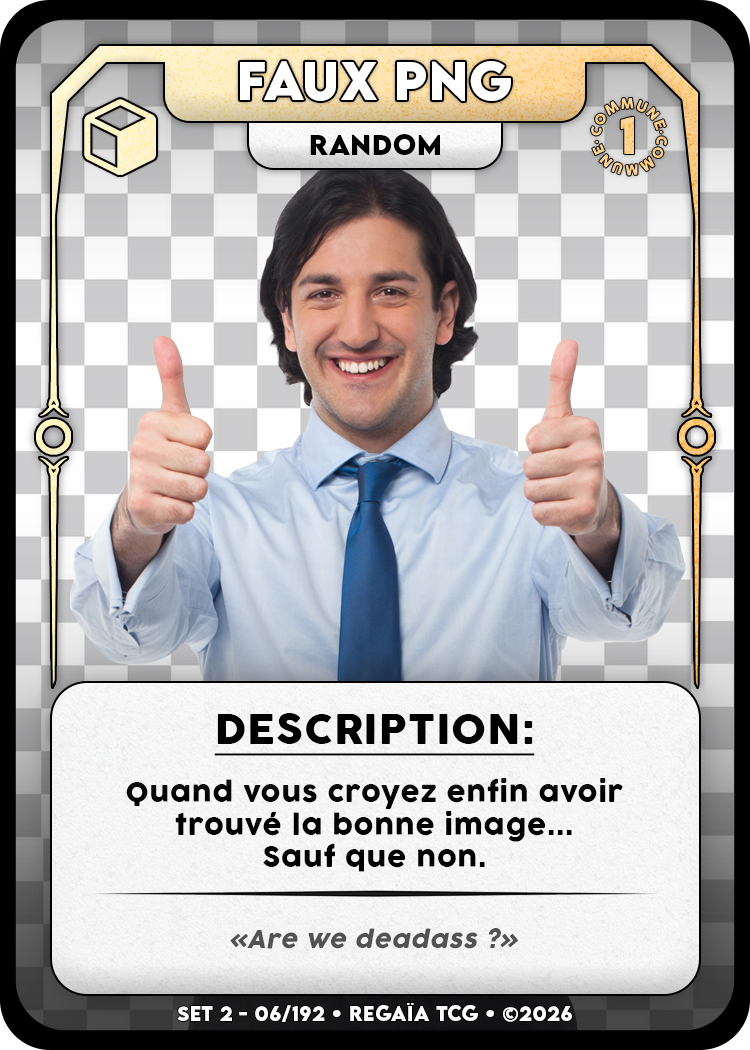 FAUX PNG
RANDOM
COMMUNE•COMMUNE•
1
DESCRIPTION:
Quand vous croyez enfin avoir
trouvé la bonne image...
Sauf que non.
«Are we deadass ?»
SET 2 - 06/192 • REGAÏA TCG • ©2026